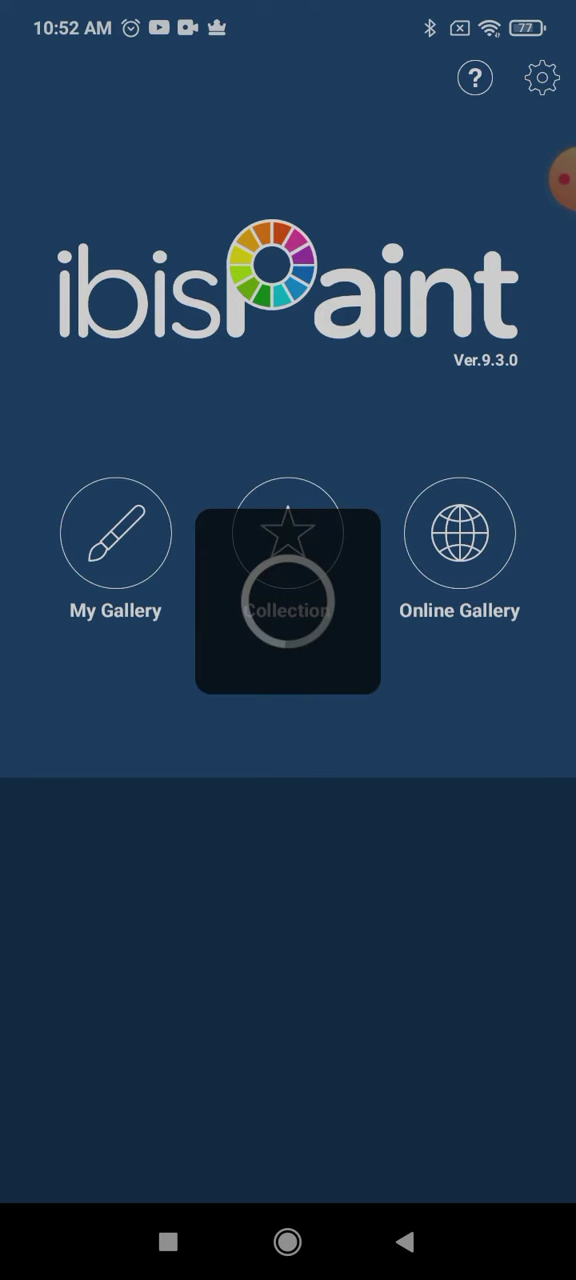 10:52 AM
77
?
ibisPaint
Ver.9.3.0
My Gallery
Collection
Online Gallery